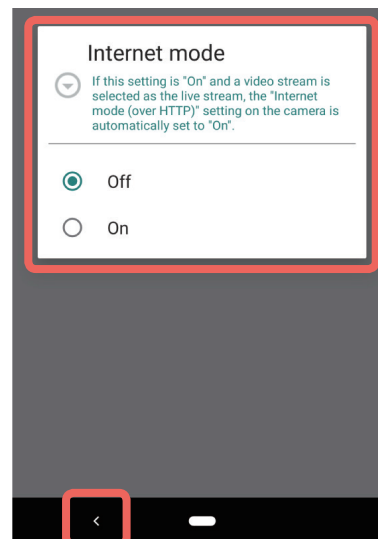 Internet mode
If this setting is "On" and a video stream is
selected as the live stream, the "Internet
mode (over HTTP)" setting on the camera is
automatically set to "On".
Off
On